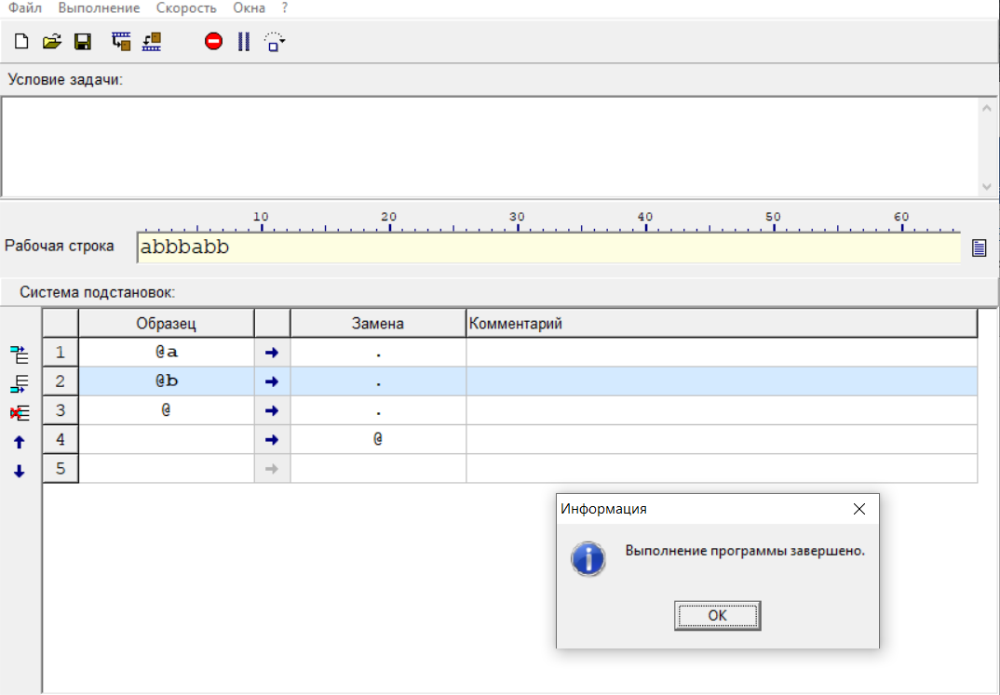 Файл Выполнение Скорость Окна ?
Условие задачи:
10 20 30 40 50 60
Рабочая строка abbbabb
Система подстановок:
Образец Замена Комментарий
1 @a → .
2 @b → .
3 @ → .
4 → @
5 →
Информация
Выполнение программы завершено.
OK